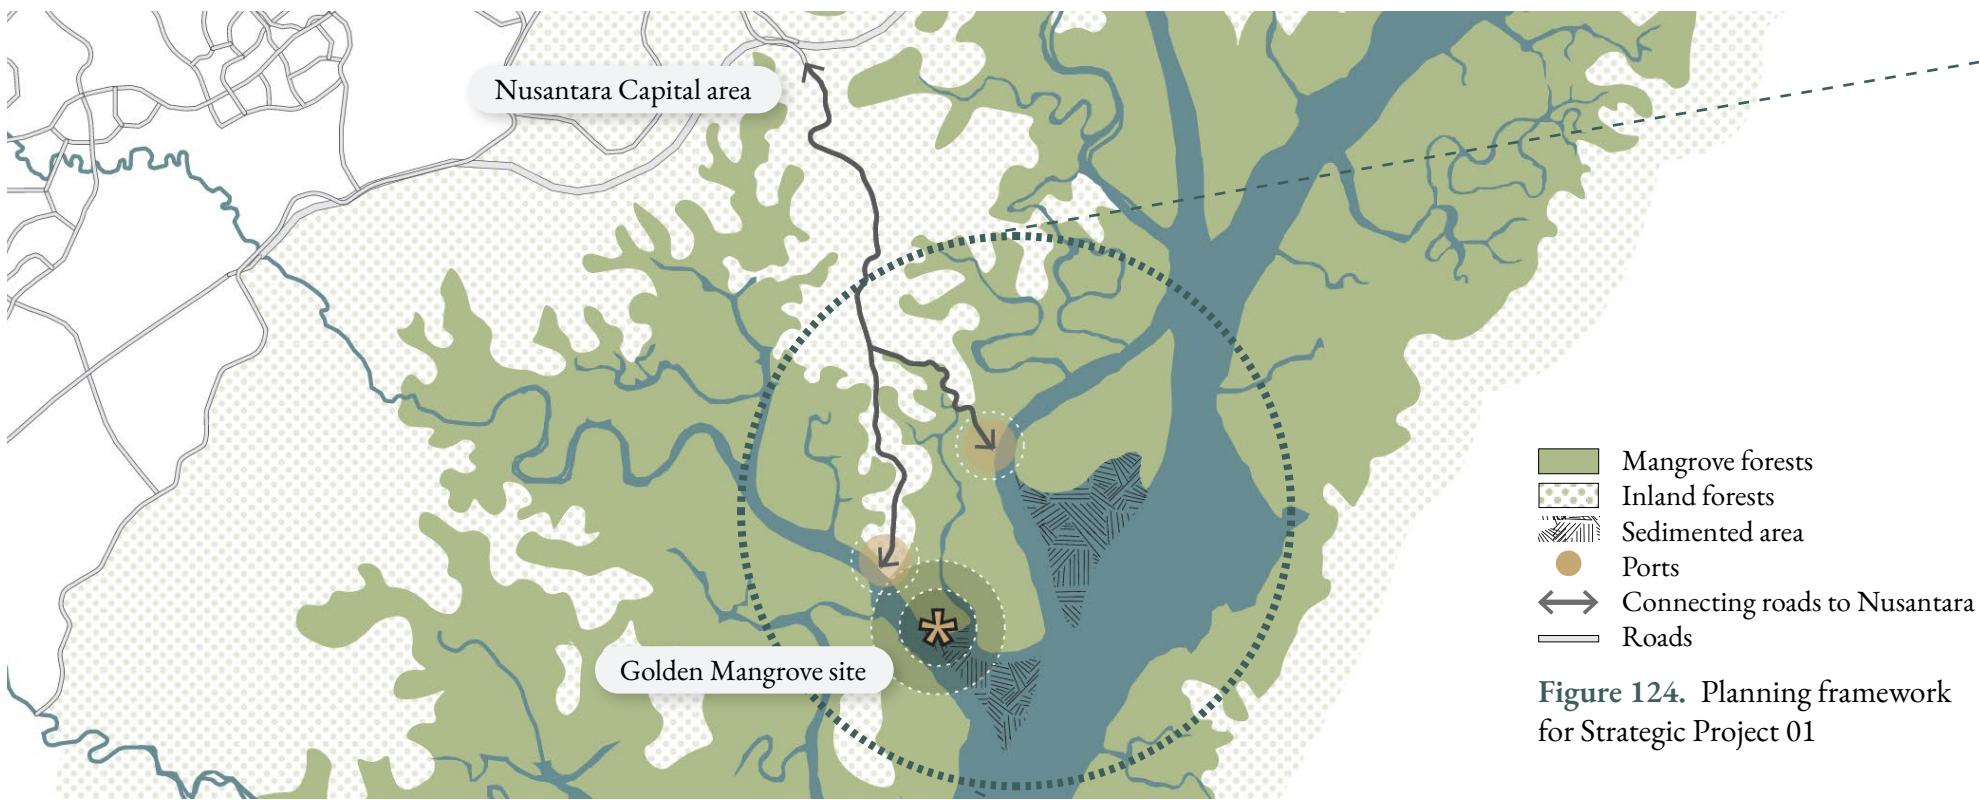 Nusantara Capital area
Golden Mangrove site
Mangrove forests
Inland forests
Sedimented area
Ports
Connecting roads to Nusantara
Roads
Figure 124. Planning framework
for Strategic Project 01